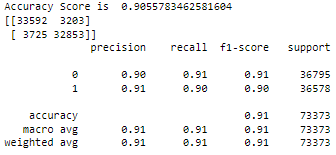 Accuracy Score is  0.9055783462581604
[[33592  3203]
 [ 3725 32853]]
              precision    recall  f1-score   support

           0       0.90      0.91      0.91     36795
           1       0.91      0.90      0.90     36578

    accuracy                           0.91     73373
   macro avg       0.91      0.91      0.91     73373
weighted avg       0.91      0.91      0.91     73373